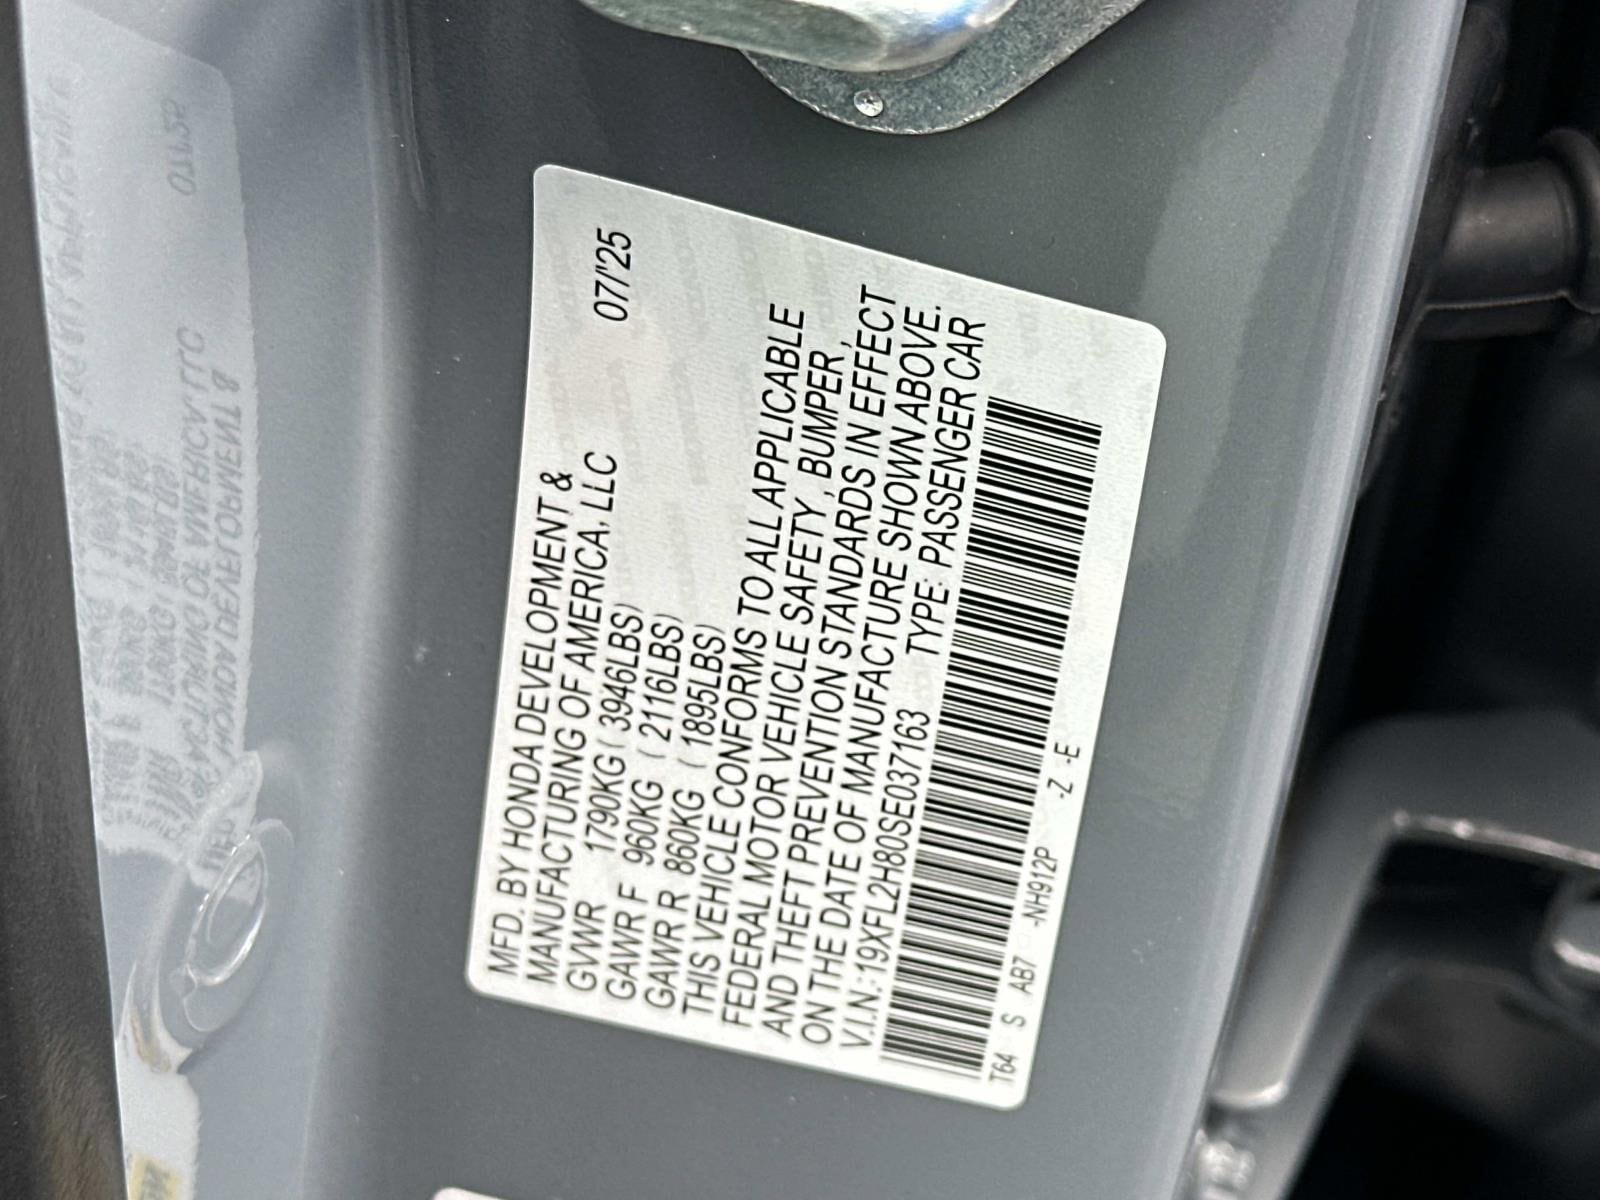 MFD. BY HONDA DEVELOPMENT &
MANUFACTURING OF AMERICA, LLC 07/'25
GVWR 1790KG ( 3946LBS)
GAWR F 960KG ( 2116LBS)
GAWR R 860KG ( 1895LBS)
THIS VEHICLE CONFORMS TO ALL APPLICABLE
FEDERAL MOTOR VEHICLE SAFETY, BUMPER,
AND THEFT PREVENTION STANDARDS IN EFFECT
ON THE DATE OF MANUFACTURE SHOWN ABOVE.
V.I.N.:19XFL2H80SE037163 TYPE: PASSENGER CAR
T64 S AB7 -NH912P -Z -E